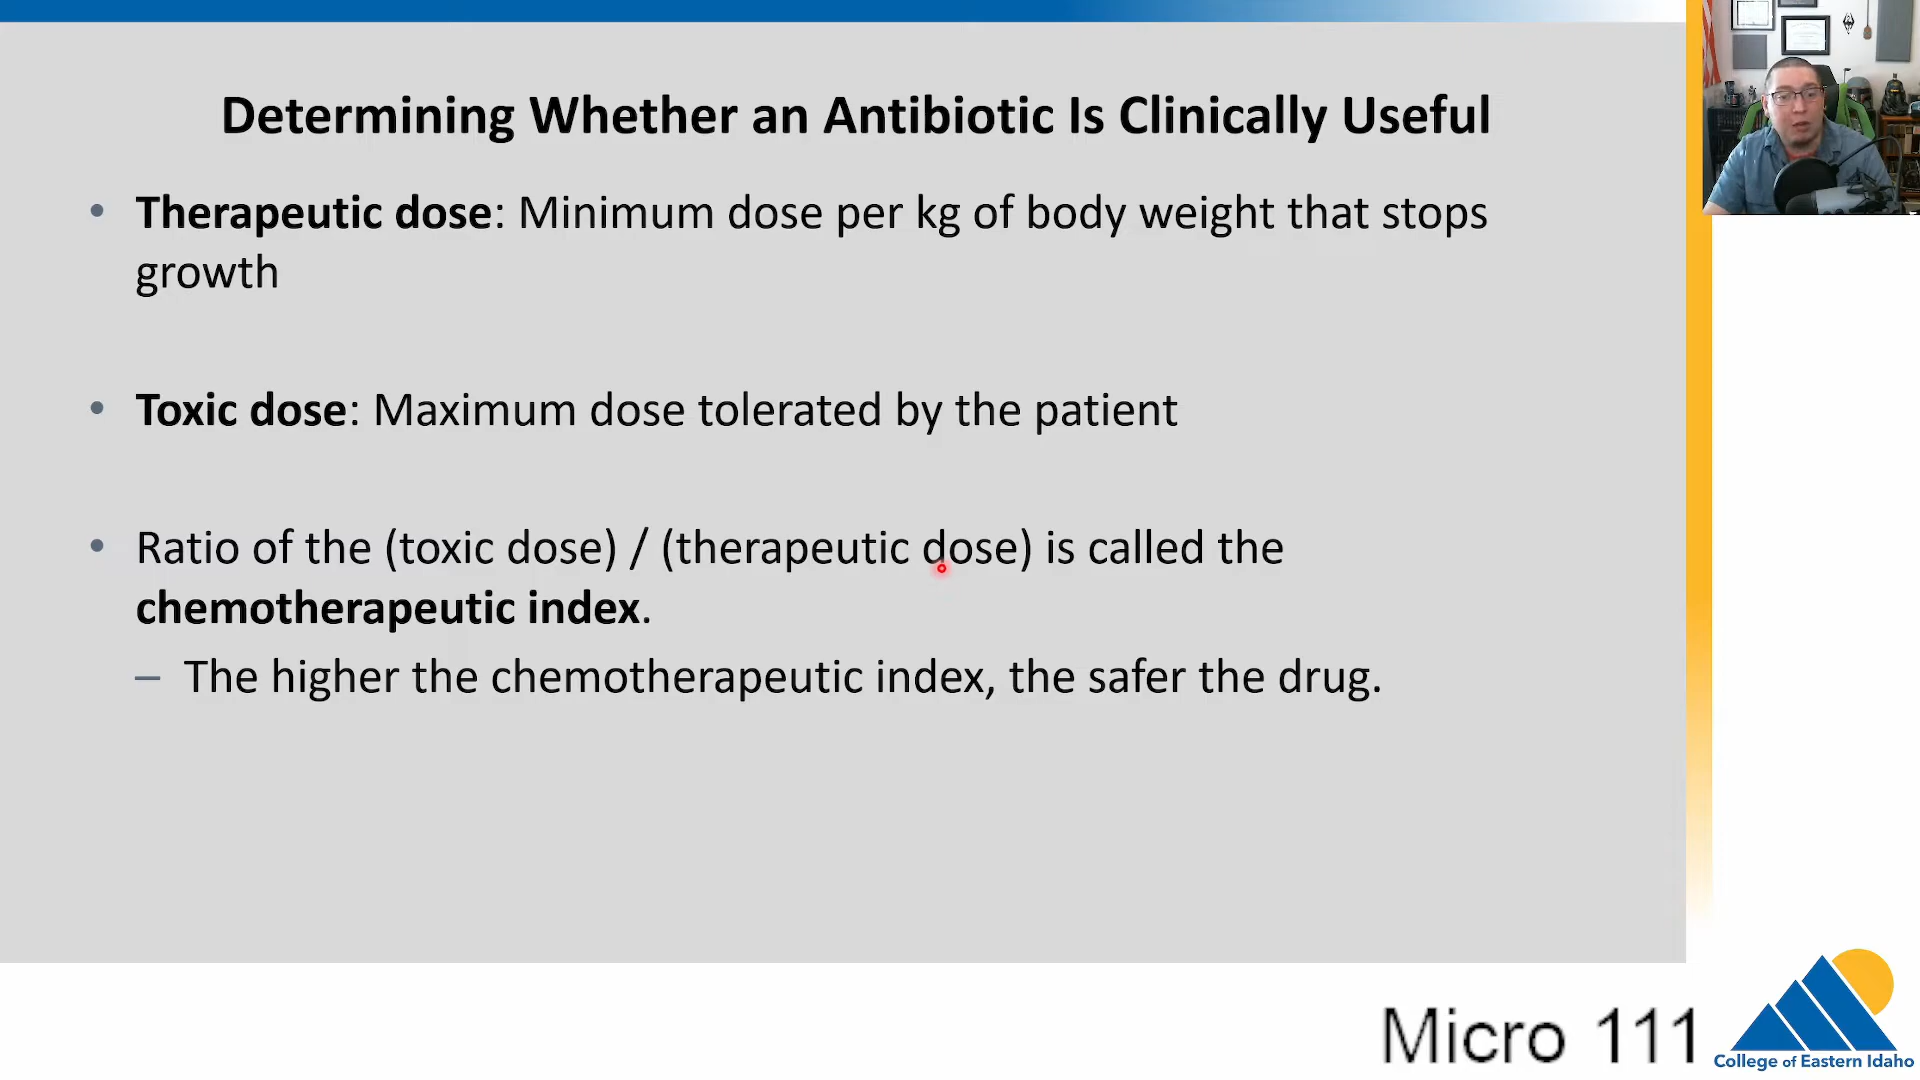 Determining Whether an Antibiotic Is Clinically Useful
• Therapeutic dose: Minimum dose per kg of body weight that stops
growth
• Toxic dose: Maximum dose tolerated by the patient
• Ratio of the (toxic dose) / (therapeutic dose) is called the
chemotherapeutic index.
– The higher the chemotherapeutic index, the safer the drug.
Micro 111
College of Eastern Idaho